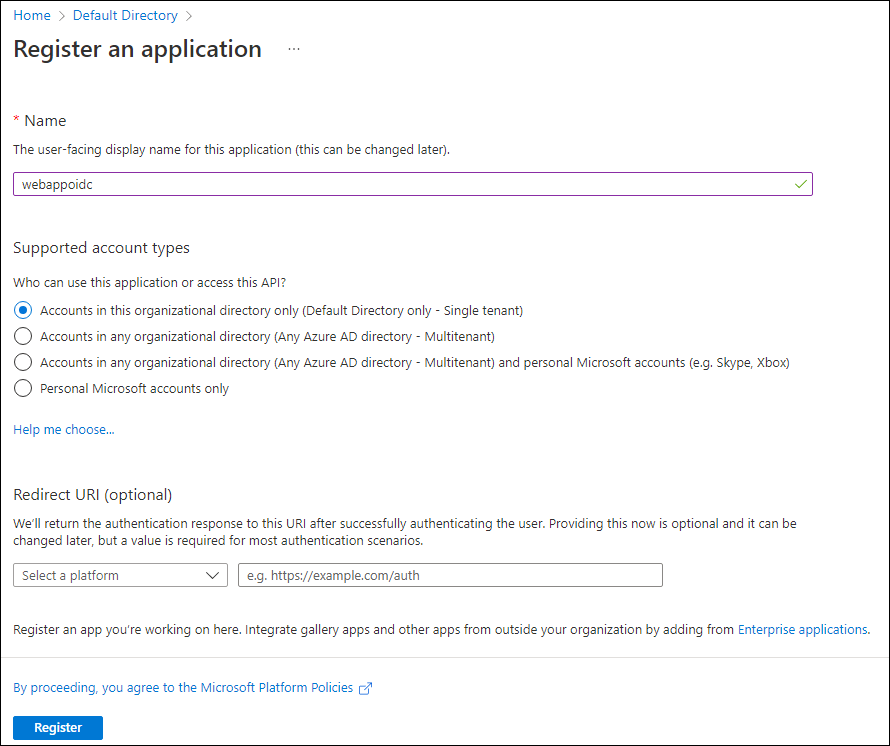 Home > Default Directory >
Register an application ...
* Name
The user-facing display name for this application (this can be changed later).
webappoidc
Supported account types
Who can use this application or access this API?
Accounts in this organizational directory only (Default Directory only - Single tenant)
Accounts in any organizational directory (Any Azure AD directory - Multitenant)
Accounts in any organizational directory (Any Azure AD directory - Multitenant) and personal Microsoft accounts (e.g. Skype, Xbox)
Personal Microsoft accounts only
Help me choose...
Redirect URI (optional)
We'll return the authentication response to this URI after successfully authenticating the user. Providing this now is optional and it can be
changed later, but a value is required for most authentication scenarios.
Select a platform e.g. https://example.com/auth
Register an app you're working on here. Integrate gallery apps and other apps from outside your organization by adding from Enterprise applications.
By proceeding, you agree to the Microsoft Platform Policies
Register